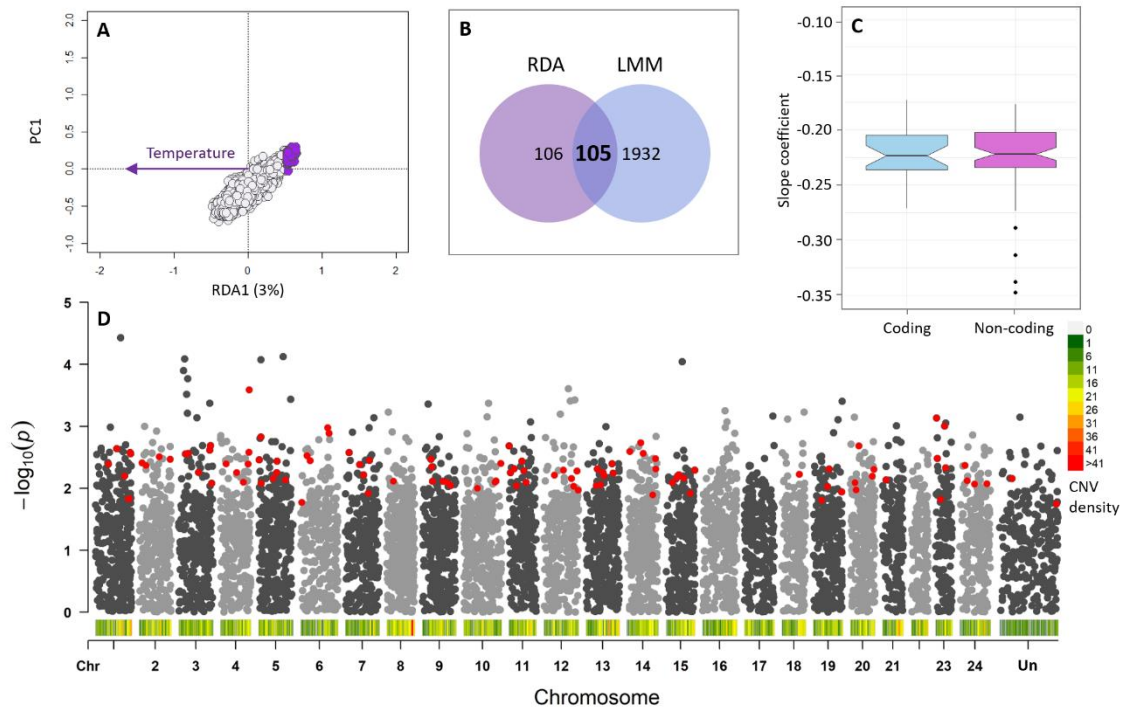 A
2.0
1.5
1.0
0.5
0.0
-0.5
-1.0
PC1
Temperature
-2
-1
0
1
2
RDA1 (3%)
B
RDA
LMM
106
105
1932
C
-0.10
-0.15
-0.20
-0.25
-0.30
-0.35
Slope coefficient
Coding
Non-coding
D
5
4
3
2
1
0
−log10(p)
0
1
6
11
16
21
26
31
36
41
>41
CNV
density
Chr 2 3 4 5 6 7 8 9 10 11 12 13 14 15 16 17 18 19 20 21 23 24 Un
Chromosome